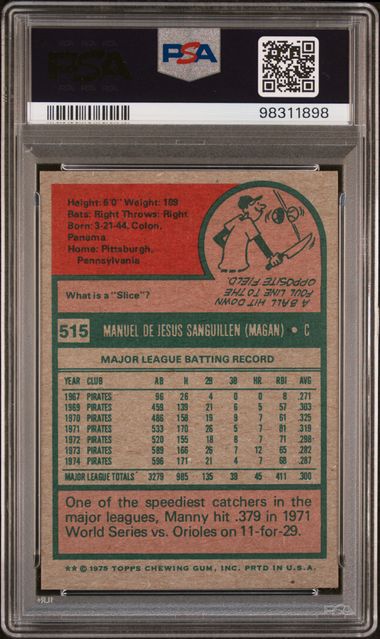 PSA
98311898
Height: 6'0" Weight: 189
Bats: Right Throws: Right
Born: 3-21-44, Colon,
Panama
Home: Pittsburgh,
Pennsylvania
What is a "Slice"?
A BALL HIT DOWN
FOUL LINE TO THE
OPPOSITE FIELD.
515 MANUEL DE JESUS SANGUILLEN (MAGAN) • C
MAJOR LEAGUE BATTING RECORD
YEAR CLUB AB H 2B 3B HR RBI AVG
1967 PIRATES 96 26 4 0 0 8 .271
1969 PIRATES 459 139 21 6 5 57 .303
1970 PIRATES 486 158 19 9 7 61 .325
1971 PIRATES 533 170 26 5 7 81 .319
1972 PIRATES 520 155 18 8 7 71 .298
1973 PIRATES 589 166 26 7 12 65 .282
1974 PIRATES 596 171 21 4 7 68 .287
MAJOR LEAGUE TOTALS 3279 985 135 39 45 411 .300
One of the speediest catchers in the
major leagues, Manny hit .379 in 1971
World Series vs. Orioles on 11-for-29.
** © 1975 TOPPS CHEWING GUM, INC. PRTD IN U.S.A.